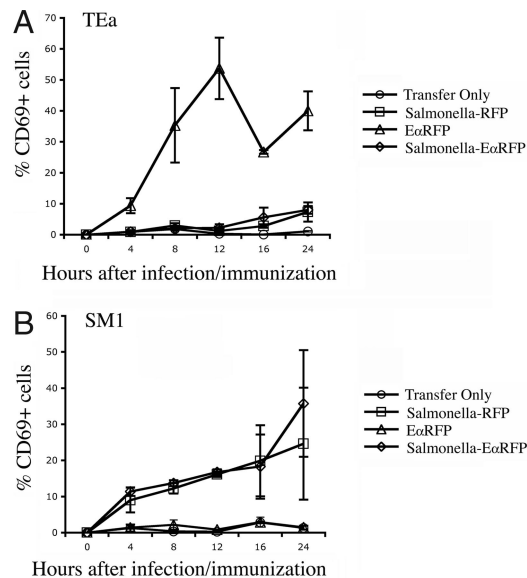 A
TEa
70
60
50
40
30
20
10
0
% CD69+ cells
0 4 8 12 16 24
Hours after infection/immunization
Transfer Only
Salmonella-RFP
EαRFP
Salmonella-EαRFP
B
SM1
60
50
40
30
20
10
0
% CD69+ cells
0 4 8 12 16 24
Hours after infection/immunization
Transfer Only
Salmonella-RFP
EαRFP
Salmonella-EαRFP